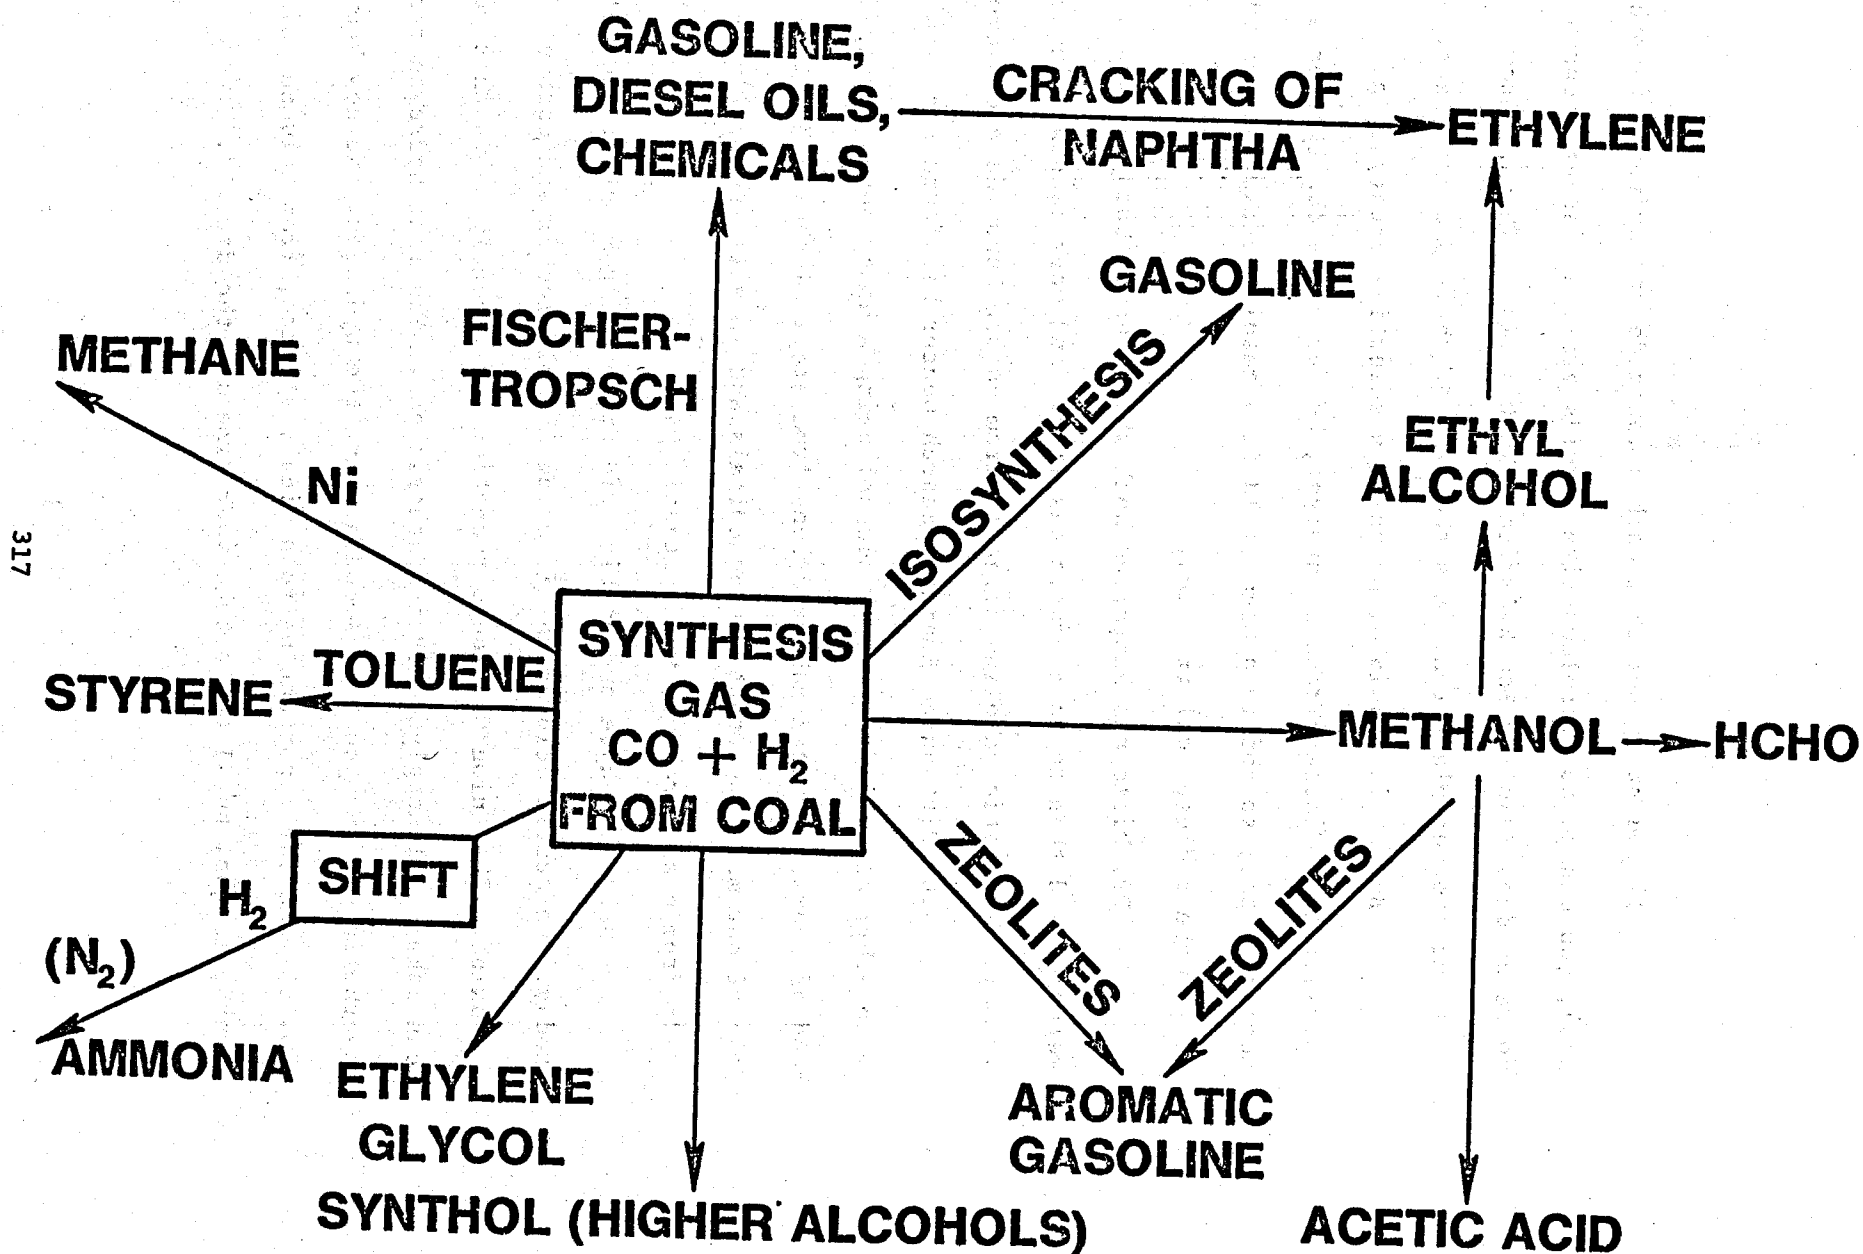 GASOLINE,
DIESEL OILS,
CHEMICALS
CRACKING OF
NAPHTHA
ETHYLENE
GASOLINE
METHANE
FISCHER-
TROPSCH
ISOSYNTHESIS
ETHYL
ALCOHOL
Ni
317
SYNTHESIS
GAS
CO + H₂
FROM COAL
STYRENE
TOLUENE
METHANOL
HCHO
SHIFT
H₂
(N₂)
AMMONIA
ZEOLITES
ZEOLITES
ETHYLENE
GLYCOL
AROMATIC
GASOLINE
SYNTHOL (HIGHER ALCOHOLS)
ACETIC ACID